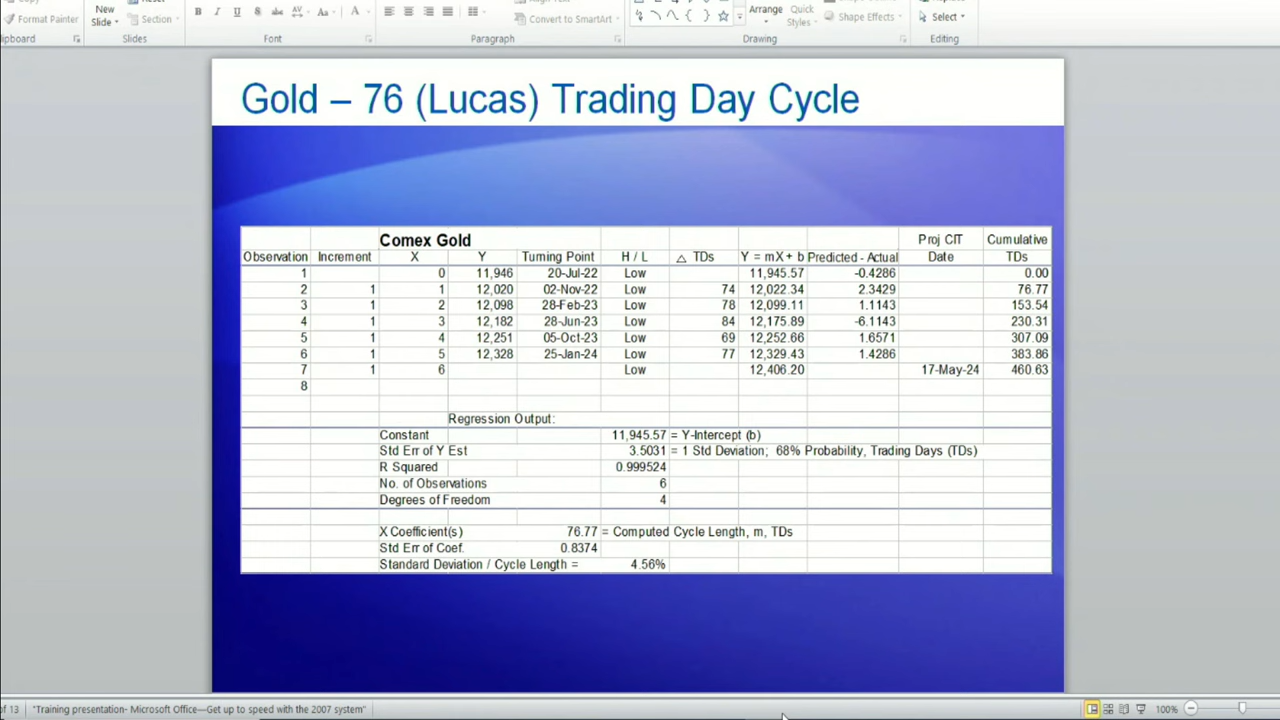 Copy
Reset
Align Text
Replace
New
Arrange
Quick
Shape Effects
Format Painter
Slides
Section
B I U S abc AV Aa A
Convert to SmartArt
Styles
Select
Clipboard
Slides
Font
Paragraph
Drawing
Editing
Gold – 76 (Lucas) Trading Day Cycle
Comex Gold Proj CIT Cumulative
Observation Increment X Y Turning Point H / L △ TDs Y = mX + b Predicted - Actual Date TDs
1 0 11,946 20-Jul-22 Low 11,945.57 -0.4286 0.00
2 1 1 12,020 02-Nov-22 Low 74 12,022.34 2.3429 76.77
3 1 2 12,098 28-Feb-23 Low 78 12,099.11 1.1143 153.54
4 1 3 12,182 28-Jun-23 Low 84 12,175.89 -6.1143 230.31
5 1 4 12,251 05-Oct-23 Low 69 12,252.66 1.6571 307.09
6 1 5 12,328 25-Jan-24 Low 77 12,329.43 1.4286 383.86
7 1 6 Low 12,406.20 17-May-24 460.63
8
Regression Output:
Constant 11,945.57 = Y-Intercept (b)
Std Err of Y Est 3.5031 = 1 Std Deviation; 68% Probability, Trading Days (TDs)
R Squared 0.999524
No. of Observations 6
Degrees of Freedom 4
X Coefficient(s) 76.77 = Computed Cycle Length, m, TDs
Std Err of Coef. 0.8374
Standard Deviation / Cycle Length = 4.56%
of 13 "Training presentation- Microsoft Office—Get up to speed with the 2007 system" 100%